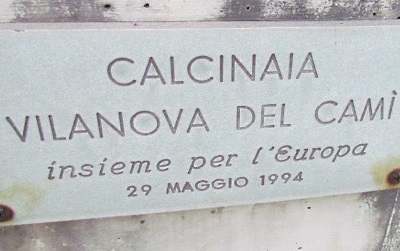 CALCINAIA
VILANOVA DEL CAMÌ
insieme per l'Europa
29 MAGGIO 1994